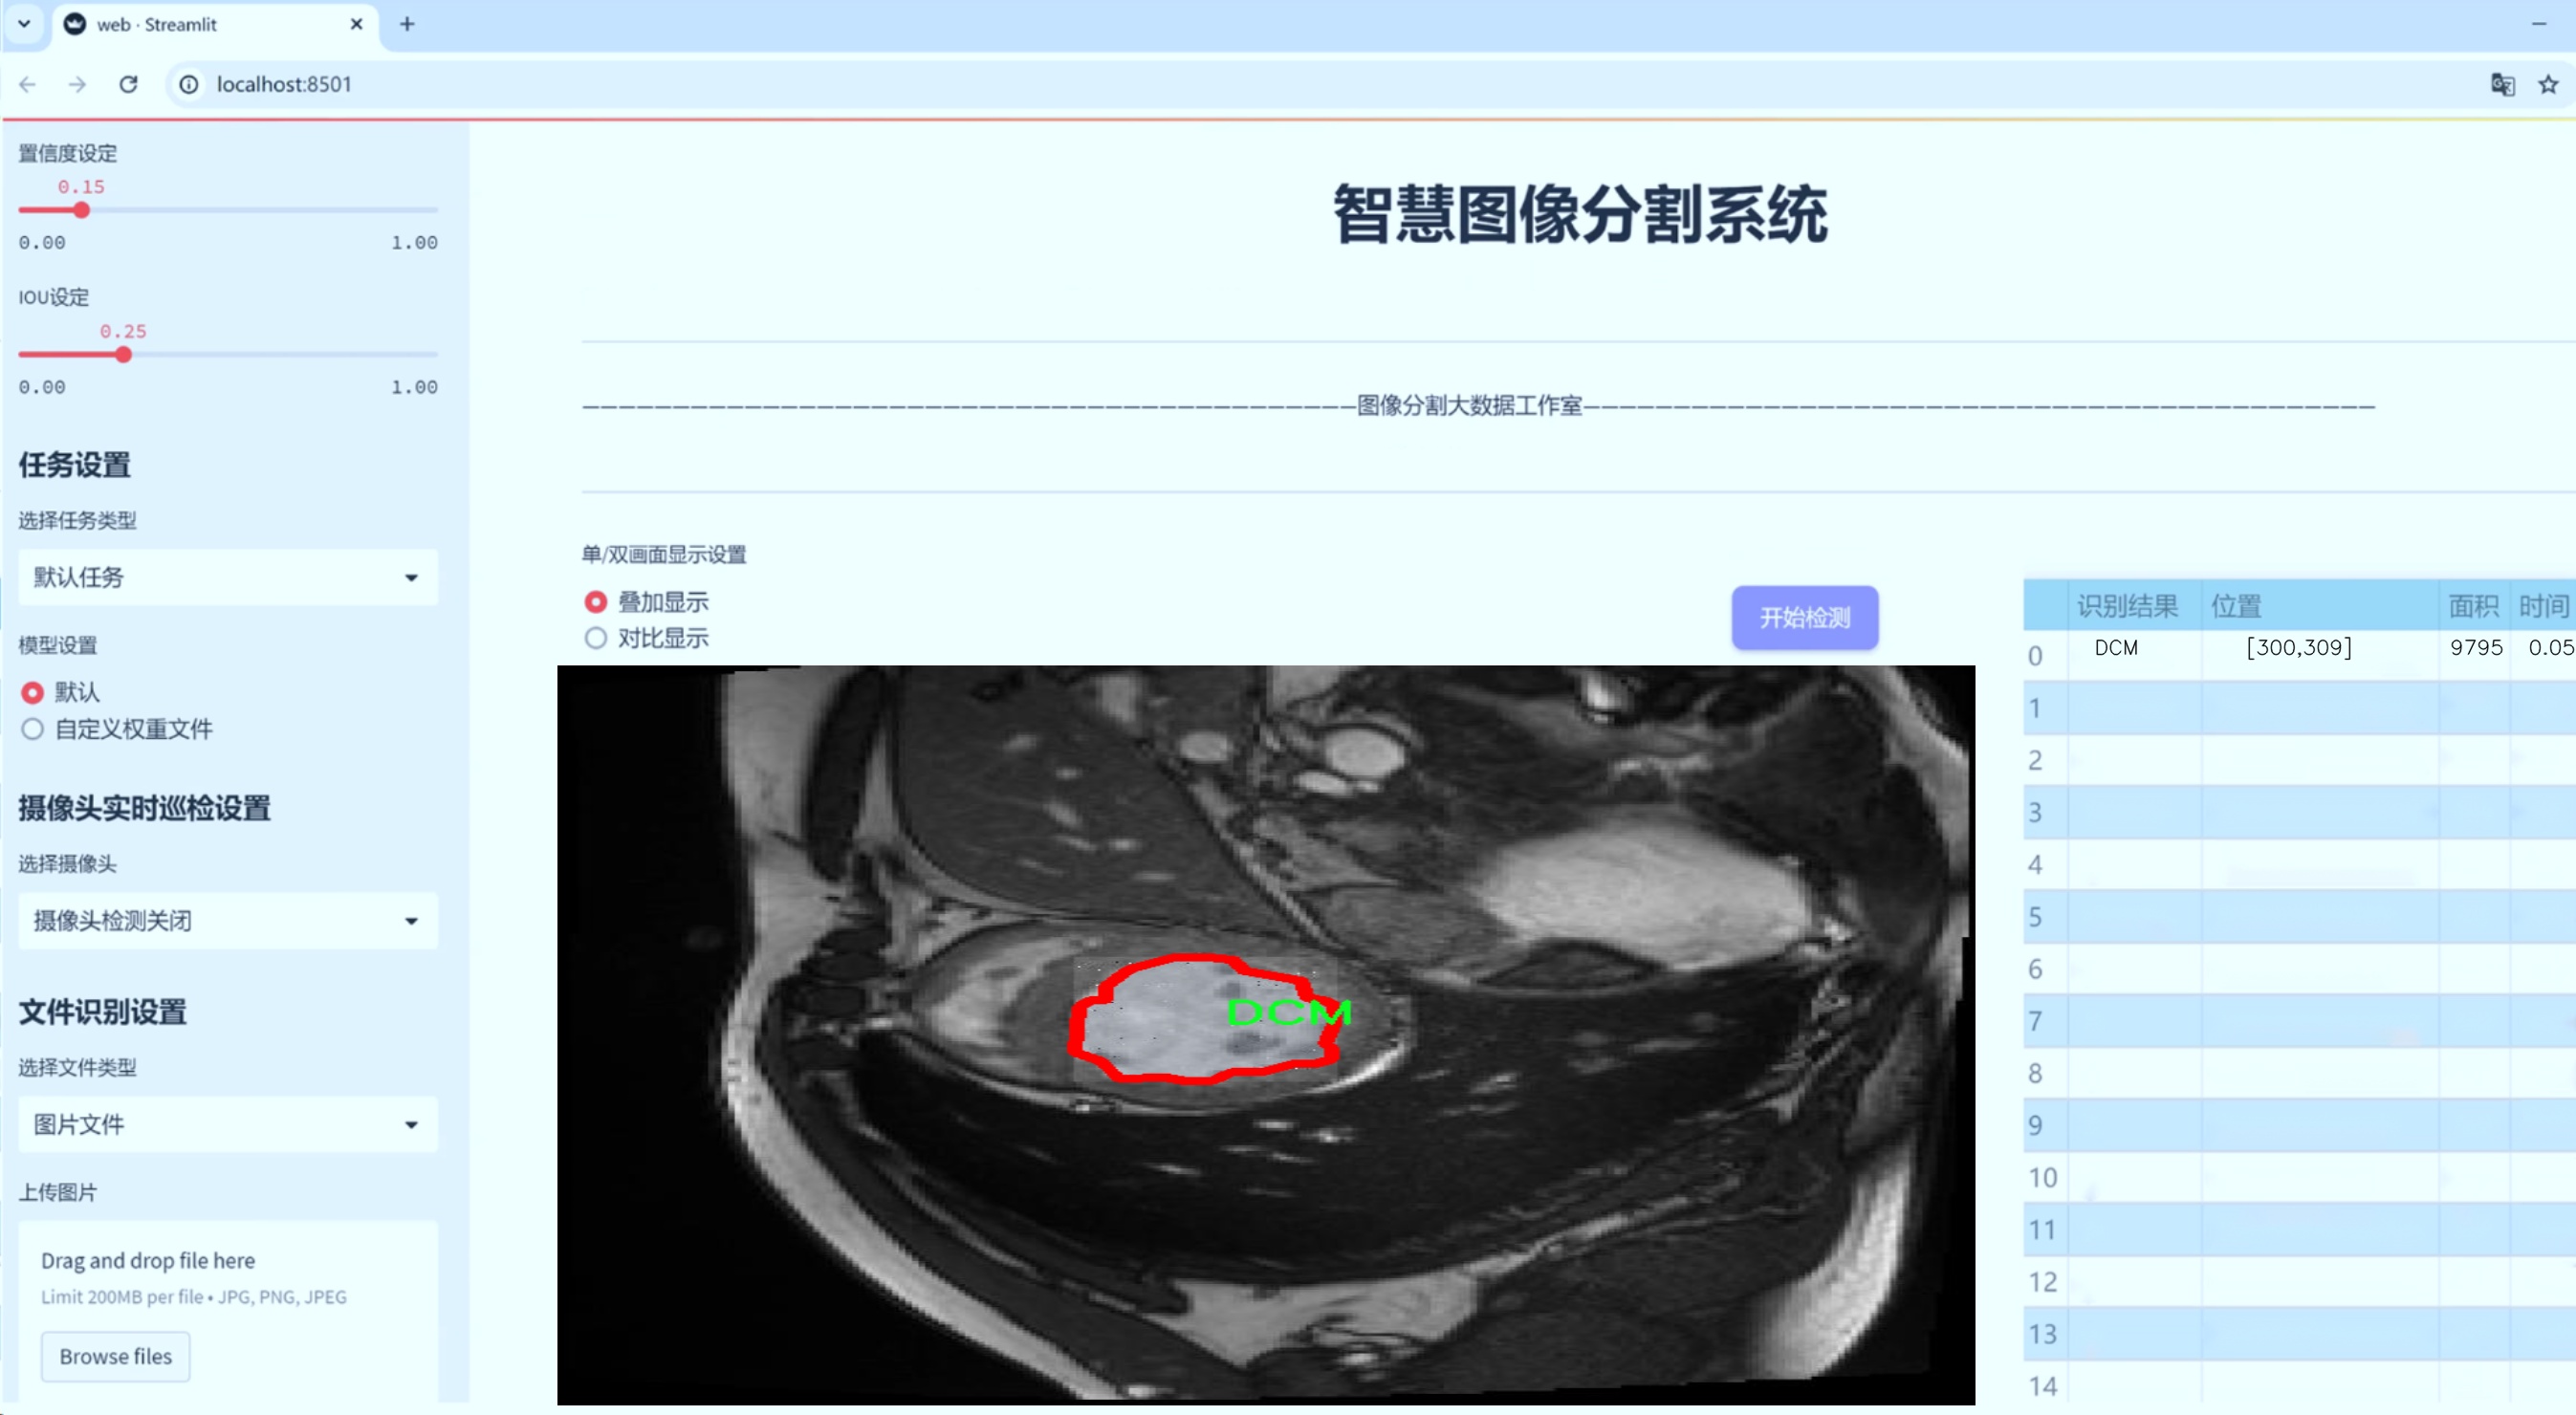 web · Streamlit
localhost:8501
置信度设定
0.15
0.00 1.00
IOU设定
0.25
0.00 1.00
任务设置
选择任务类型
默认任务
模型设置
默认
自定义权重文件
摄像头实时巡检设置
选择摄像头
摄像头检测关闭
文件识别设置
选择文件类型
图片文件
上传图片
Drag and drop file here
Limit 200MB per file • JPG, PNG, JPEG
Browse files
智慧图像分割系统
————————————————————————————————————————————图像分割大数据工作室————————————————————————————————————————————
单/双画面显示设置
叠加显示
对比显示
开始检测
DCM
识别结果 位置 面积 时间
0 DCM [300,309] 9795 0.05
1
2
3
4
5
6
7
8
9
10
11
12
13
14